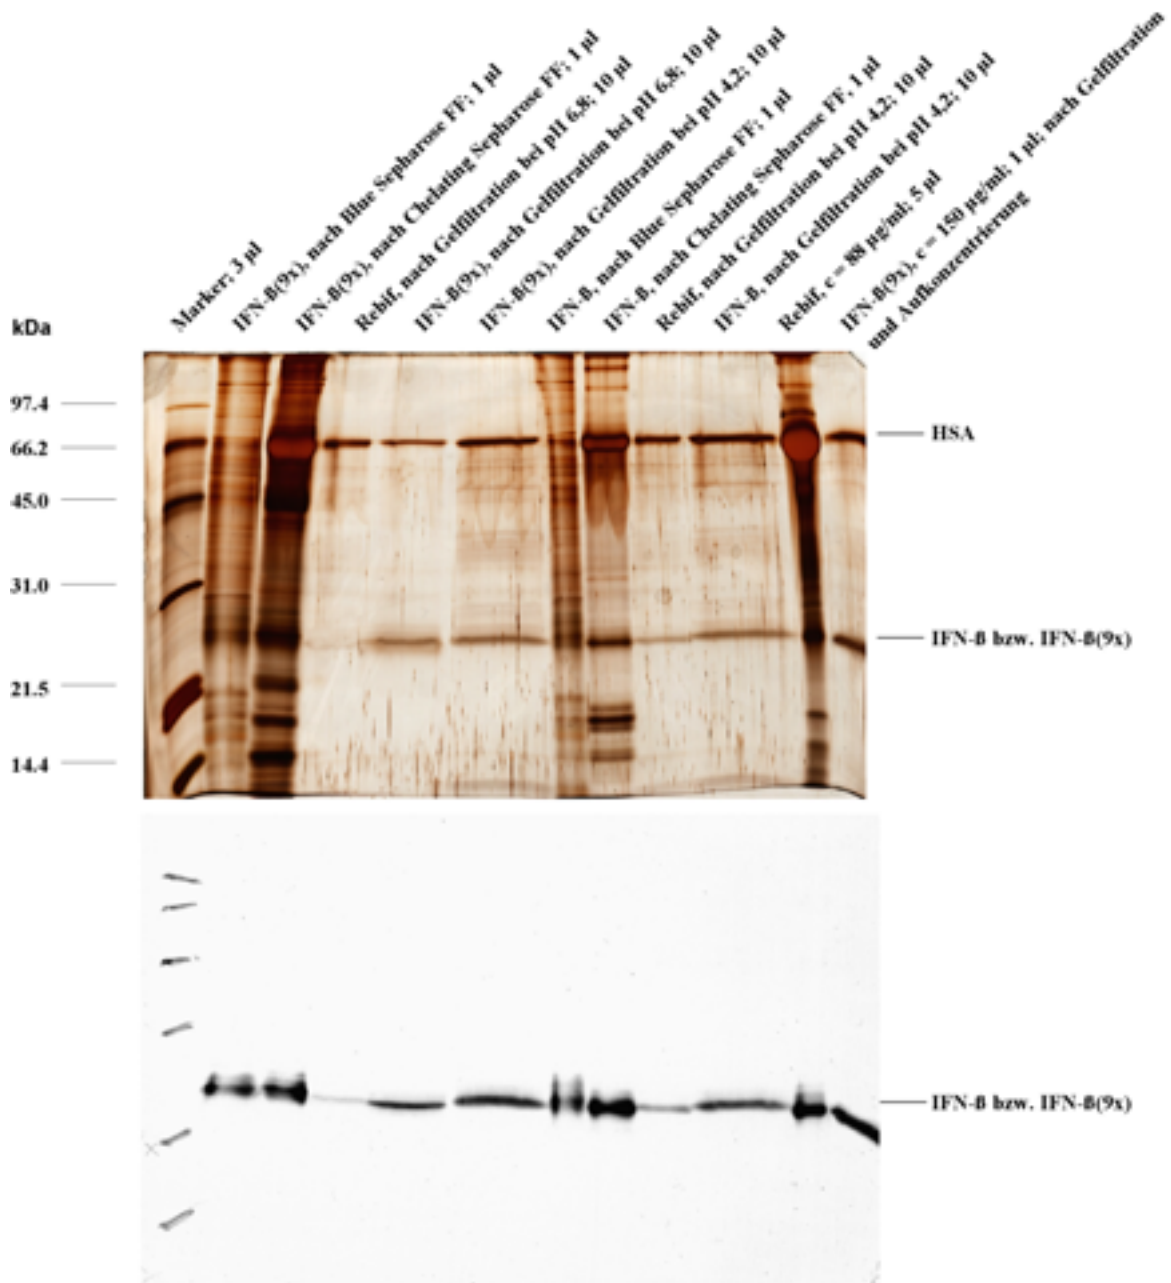 Marker; 3 µl
IFN-ß(9x), nach Blue Sepharose FF; 1 µl
IFN-ß(9x), nach Chelating Sepharose FF; 1 µl
Rebif, nach Gelfiltration bei pH 6,8; 10 µl
IFN-ß(9x), nach Gelfiltration bei pH 6,8; 10 µl
IFN-ß(9x), nach Gelfiltration bei pH 4,2; 10 µl
IFN-ß, nach Blue Sepharose FF; 1 µl
IFN-ß, nach Chelating Sepharose FF, 1 µl
Rebif, nach Gelfiltration bei pH 4,2; 10 µl
IFN-ß, nach Gelfiltration bei pH 4,2; 10 µl
Rebif, c = 88 µg/ml; 5 µl
IFN-ß(9x), c = 150 µg/ml; 1 µl; nach Gelfiltration
und Aufkonzentrierung
kDa
97.4
HSA
66.2
45.0
31.0
IFN-ß bzw. IFN-ß(9x)
21.5
14.4
IFN-ß bzw. IFN-ß(9x)